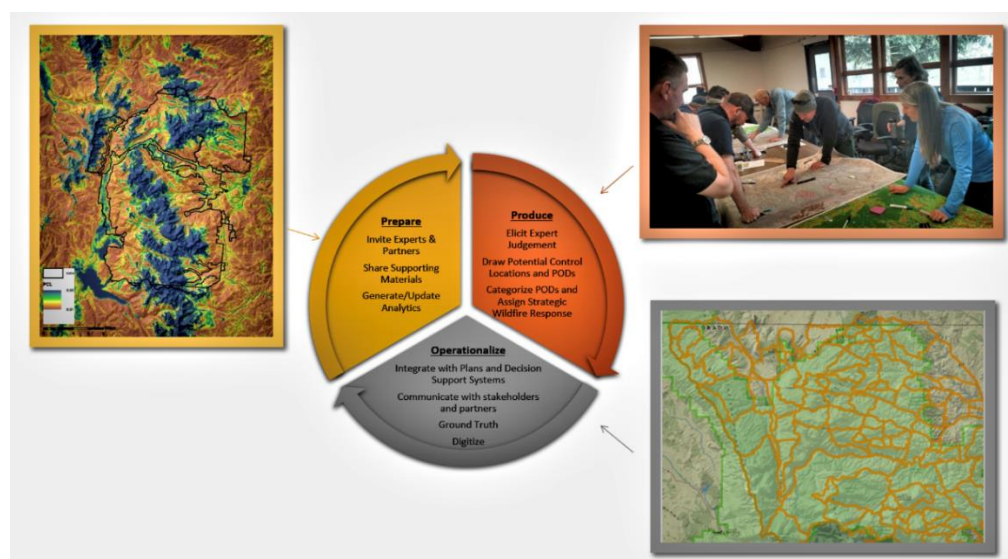 PCL
Prepare
Invite Experts &
Partners
Share Supporting
Materials
Generate/Update
Analytics
Produce
Elicit Expert
Judgement
Draw Potential Control
Locations and PODs
Categorize PODs and
Assign Strategic
Wildfire Response
Operationalize
Integrate with Plans and Decision
Support Systems
Communicate with stakeholders
and partners
Ground Truth
Digitize